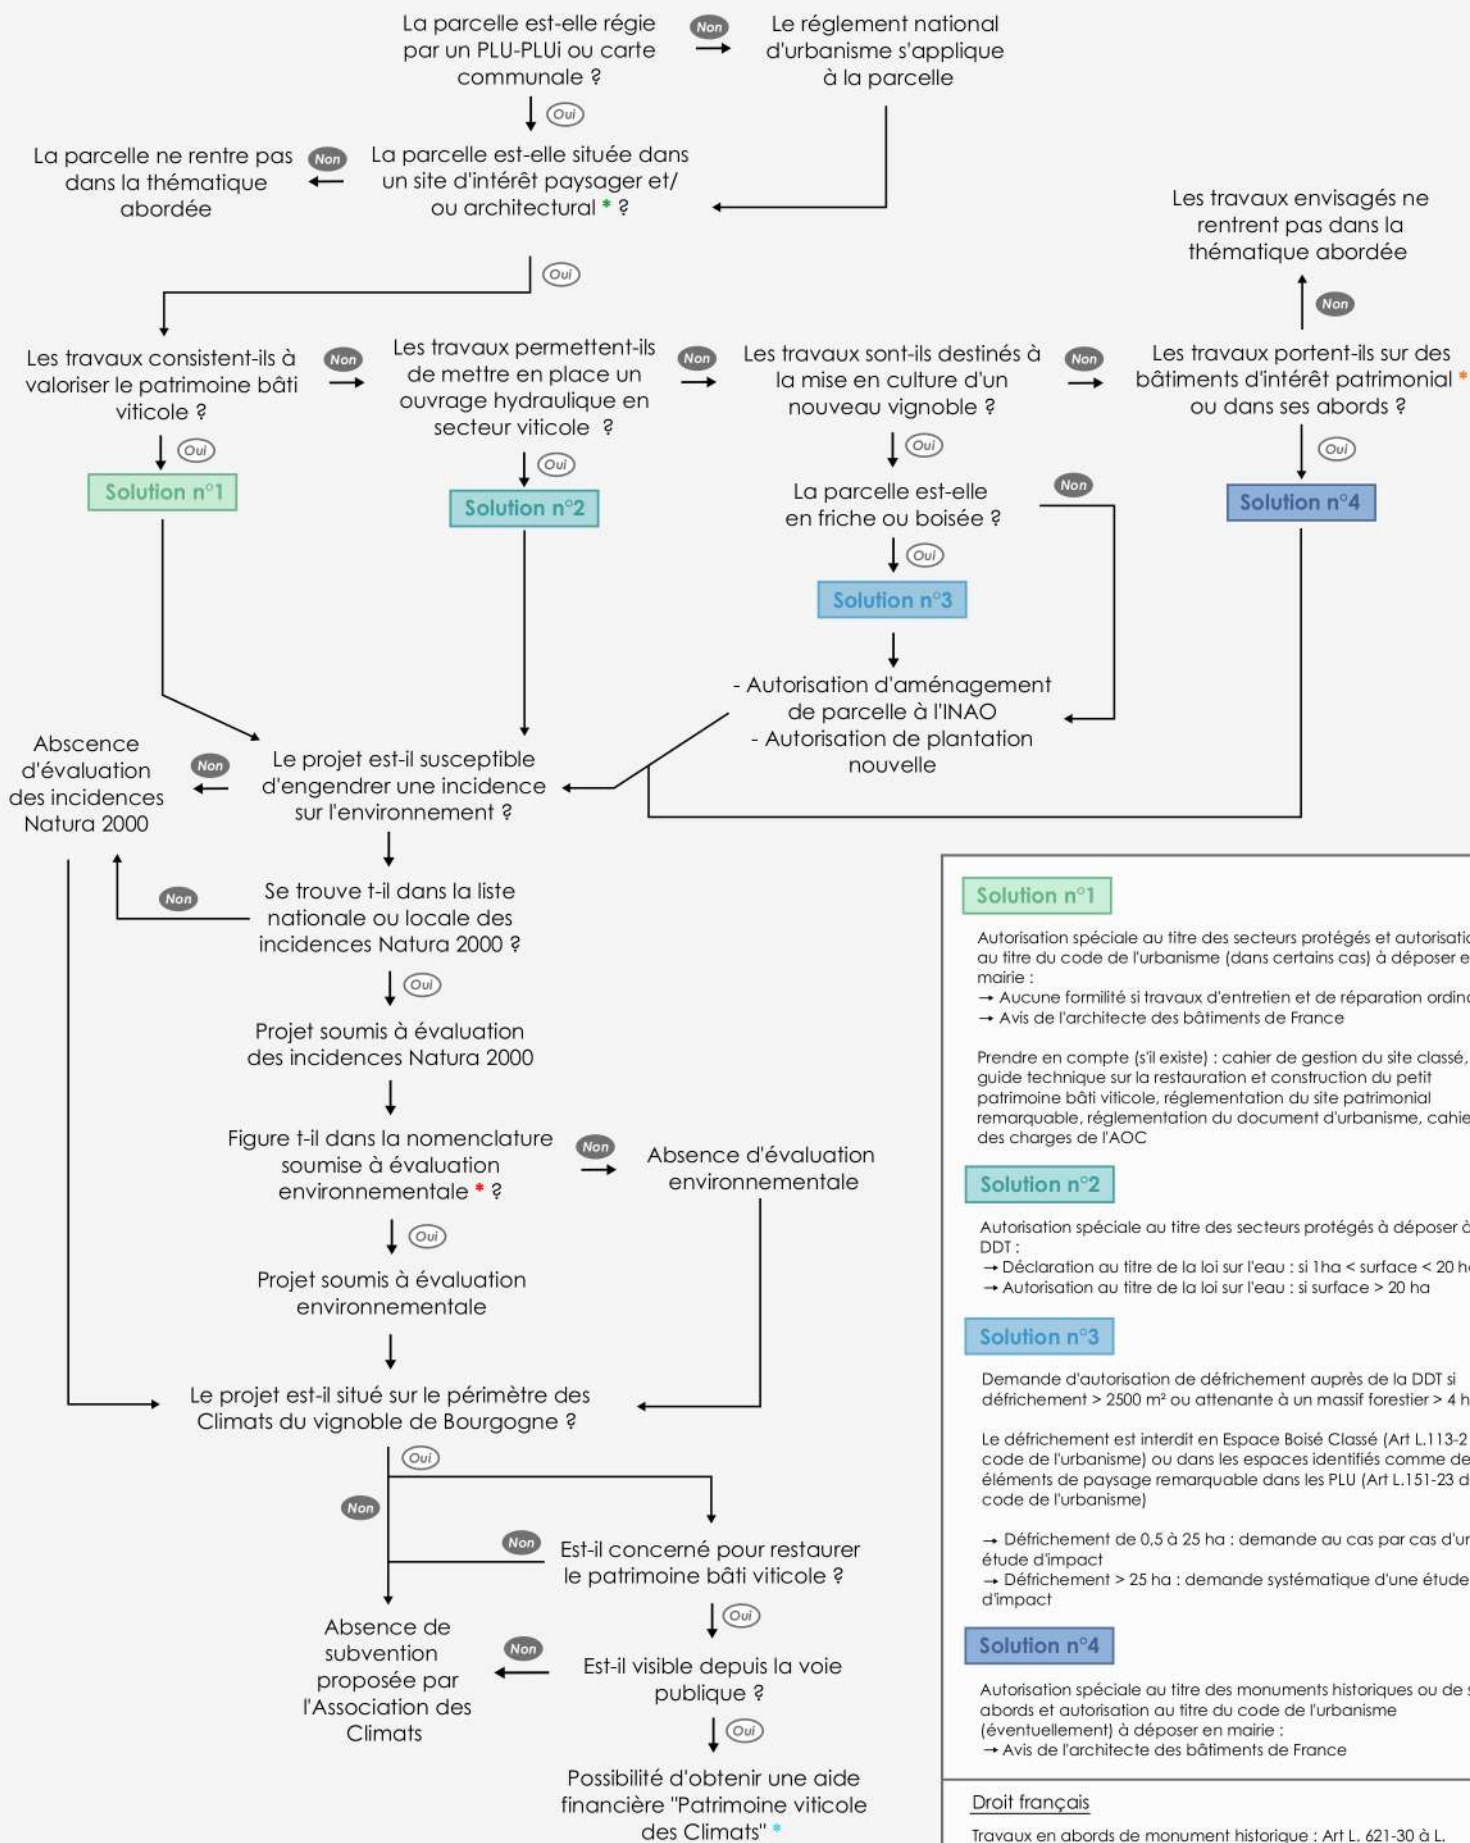 La parcelle est-elle régie
par un PLU-PLUi ou carte
communale ?
Non
Le réglement national
d'urbanisme s'applique
à la parcelle
Oui
La parcelle ne rentre pas
dans la thématique
abordée
Non
La parcelle est-elle située dans
un site d'intérêt paysager et/
ou architectural * ?
Oui
Les travaux envisagés ne
rentrent pas dans la
thématique abordée
Non
Les travaux consistent-ils à
valoriser le patrimoine bâti
viticole ?
Non
Les travaux permettent-ils
de mettre en place un
ouvrage hydraulique en
secteur viticole ?
Non
Les travaux sont-ils destinés à
la mise en culture d'un
nouveau vignoble ?
Non
Les travaux portent-ils sur des
bâtiments d'intérêt patrimonial *
ou dans ses abords ?
Oui
Solution n°1
Oui
Solution n°2
Oui
La parcelle est-elle
en friche ou boisée ?
Non
Oui
Solution n°3
Oui
Solution n°4
- Autorisation d'aménagement
de parcelle à l'INAO
- Autorisation de plantation
nouvelle
Abscence
d'évaluation
des incidences
Natura 2000
Non
Le projet est-il susceptible
d'engendrer une incidence
sur l'environnement ?
Non
Se trouve t-il dans la liste
nationale ou locale des
incidences Natura 2000 ?
Oui
Projet soumis à évaluation
des incidences Natura 2000
Figure t-il dans la nomenclature
soumise à évaluation
environnementale * ?
Non
Absence d'évaluation
environnementale
Oui
Projet soumis à évaluation
environnementale
Le projet est-il situé sur le périmètre des
Climats du vignoble de Bourgogne ?
Oui
Non
Non
Est-il concerné pour restaurer
le patrimoine bâti viticole ?
Oui
Absence de
subvention
proposée par
l'Association des
Climats
Non
Est-il visible depuis la voie
publique ?
Oui
Possibilité d'obtenir une aide
financière "Patrimoine viticole
des Climats" *
Solution n°1
Autorisation spéciale au titre des secteurs protégés et
au titre du code de l'urbanisme (dans certains cas) à déposer
mairie :
→ Aucune formilité si travaux d'entretien et de réparation
→ Avis de l'architecte des bâtiments de France
Prendre en compte (s'il existe) : cahier de gestion du site classé,
guide technique sur la restauration et construction du petit
patrimoine bâti viticole, réglementation du site patrimonial
remarquable, réglementation du document d'urbanisme,
des charges de l'AOC
Solution n°2
Autorisation spéciale au titre des secteurs protégés à déposer à
DDT :
→ Déclaration au titre de la loi sur l'eau : si 1ha < surface < 20
→ Autorisation au titre de la loi sur l'eau : si surface > 20 ha
Solution n°3
Demande d'autorisation de défrichement auprès de la DDT si
défrichement > 2500 m² ou attenante à un massif forestier > 4
Le défrichement est interdit en Espace Boisé Classé (Art L.113-2
code de l'urbanisme) ou dans les espaces identifiés comme
éléments de paysage remarquable dans les PLU (Art L.151-23
code de l'urbanisme)
→ Défrichement de 0,5 à 25 ha : demande au cas par cas
étude d'impact
→ Défrichement > 25 ha : demande systématique d'une étude
d'impact
Solution n°4
Autorisation spéciale au titre des monuments historiques ou de
abords et autorisation au titre du code de l'urbanisme
(éventuellement) à déposer en mairie :
→ Avis de l'architecte des bâtiments de France
Droit français
Travaux en abords de monument historique : Art L. 621-30 à L.